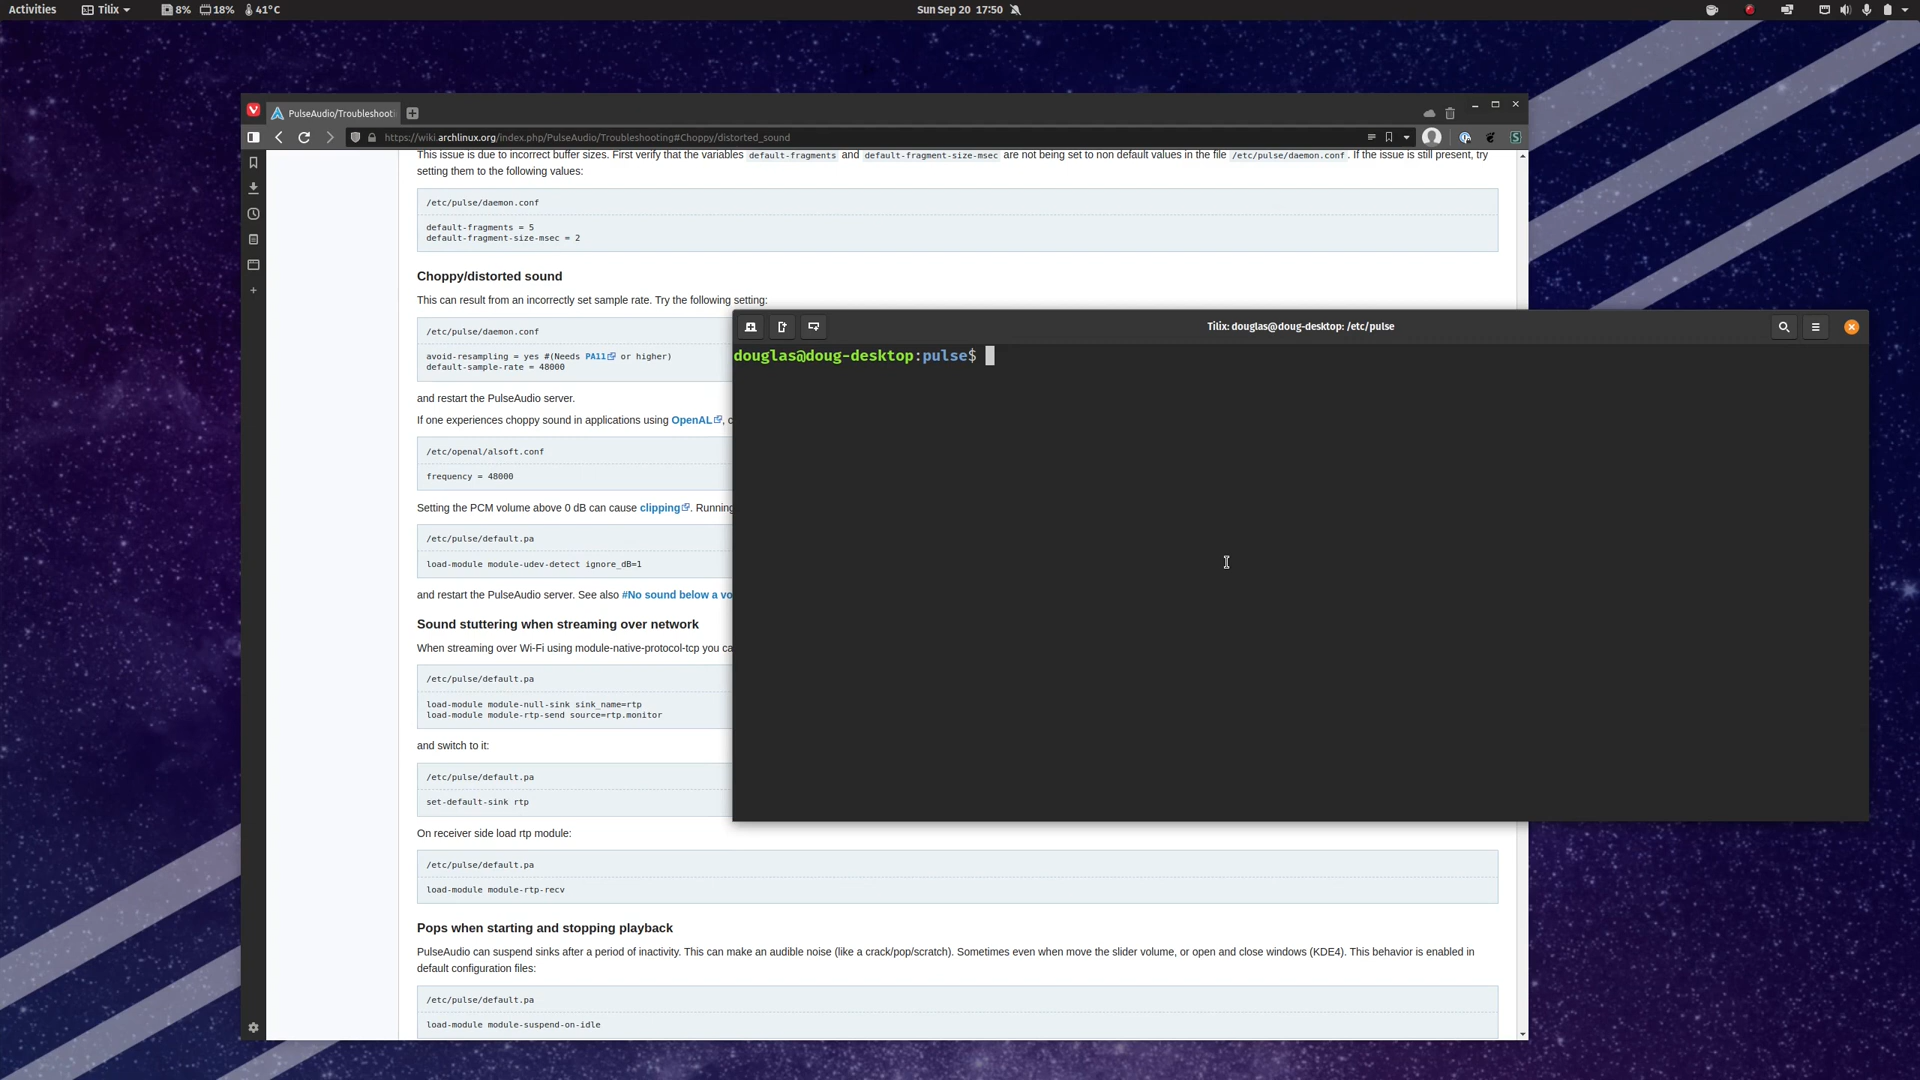 Activities
Tilix
8%
18%
41°C
Sun Sep 20 17:50
PulseAudio/Troubleshoot
https://wiki.archlinux.org/index.php/PulseAudio/Troubleshooting#Choppy/distorted_sound
This issue is due to incorrect buffer sizes. First verify that the variables default-fragments and default-fragment-size-msec are not being set to non default values in the file /etc/pulse/daemon.conf. If the issue is still present, try
setting them to the following values:
/etc/pulse/daemon.conf
default-fragments = 5
default-fragment-size-msec = 2
Choppy/distorted sound
This can result from an incorrectly set sample rate. Try the following setting:
/etc/pulse/daemon.conf
avoid-resampling = yes #(Needs PA11 or higher)
default-sample-rate = 48000
and restart the PulseAudio server.
If one experiences choppy sound in applications using OpenAL, c
/etc/openal/alsoft.conf
frequency = 48000
Setting the PCM volume above 0 dB can cause clipping. Running
/etc/pulse/default.pa
load-module module-udev-detect ignore_dB=1
and restart the PulseAudio server. See also #No sound below a vo
Sound stuttering when streaming over network
When streaming over Wi-Fi using module-native-protocol-tcp you ca
/etc/pulse/default.pa
load-module module-null-sink sink_name=rtp
load-module module-rtp-send source=rtp.monitor
and switch to it:
/etc/pulse/default.pa
set-default-sink rtp
On receiver side load rtp module:
/etc/pulse/default.pa
load-module module-rtp-recv
Pops when starting and stopping playback
PulseAudio can suspend sinks after a period of inactivity. This can make an audible noise (like a crack/pop/scratch). Sometimes even when move the slider volume, or open and close windows (KDE4). This behavior is enabled in
default configuration files:
/etc/pulse/default.pa
load-module module-suspend-on-idle
Tilix: douglas@doug-desktop: /etc/pulse
douglas@doug-desktop:pulse$